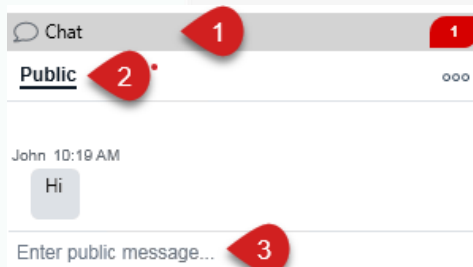 Chat 1 1
Public 2 ooo
John 10:19 AM
Hi
Enter public message... 3